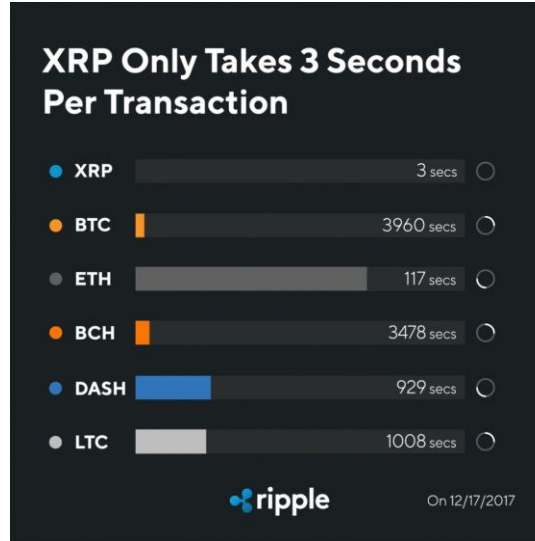 XRP Only Takes 3 Seconds
Per Transaction
XRP 3 secs
BTC 3960 secs
ETH 117 secs
BCH 3478 secs
DASH 929 secs
LTC 1008 secs
ripple On 12/17/2017